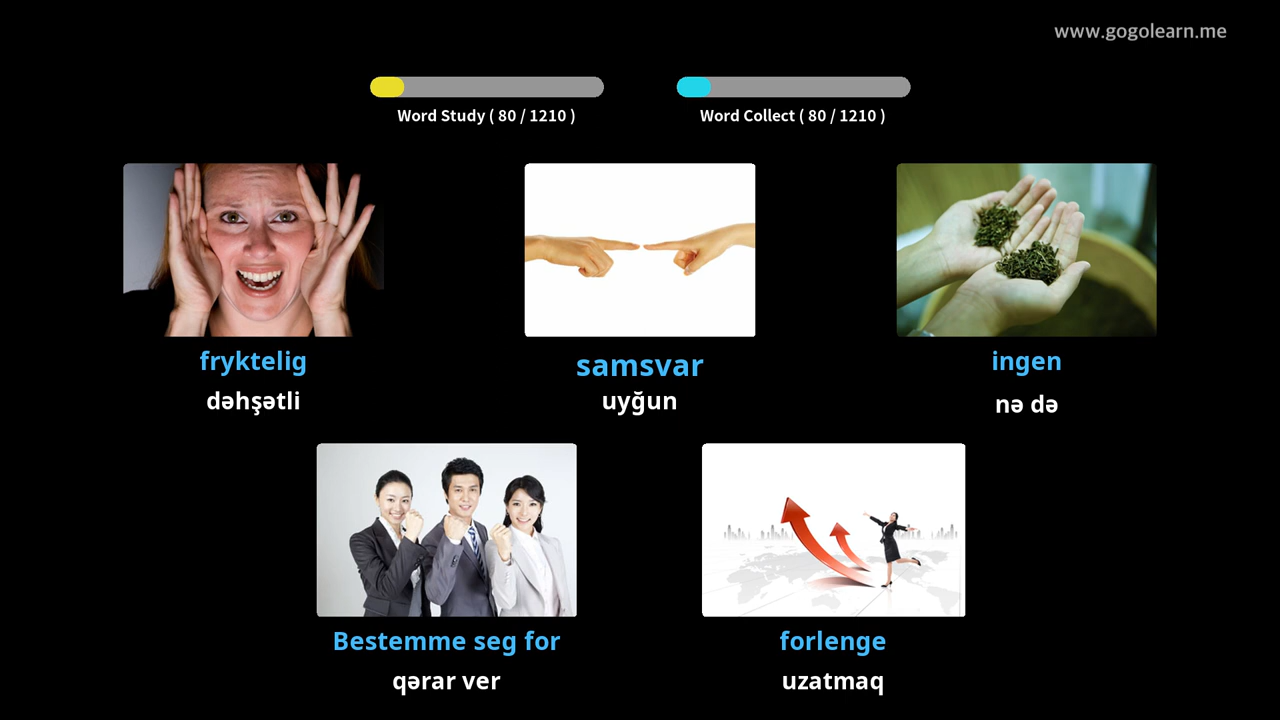 www.gogolearn.me
Word Study ( 80 / 1210 )
Word Collect ( 80 / 1210 )
fryktelig
dəhşətli
samsvar
uyğun
ingen
nə də
Bestemme seg for
qərar ver
forlenge
uzatmaq